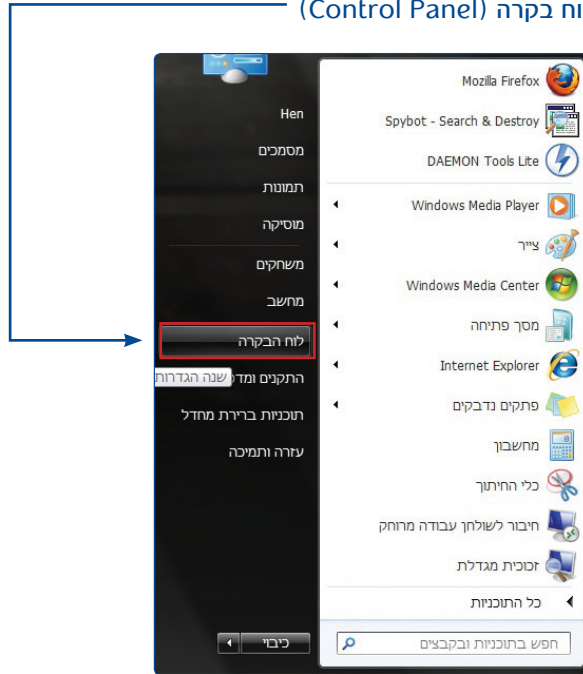 וח בקרה (Control Panel)
Mozilla Firefox
Spybot - Search & Destroy
DAEMON Tools Lite
Windows Media Player
צייר
Windows Media Center
מסך פתיחה
Internet Explorer
פתקים נדבקים
מחשבון
כלי החיתוך
חיבור לשולחן עבודה מרוחק
זכוכית מגדלת
כל התוכניות
חפש בתוכניות ובקבצים
Hen
מסמכים
תמונות
מוסיקה
משחקים
מחשב
לוח הבקרה
התקנים ומד
שנה הגדרות
תוכניות ברירת מחדל
עזרה ותמיכה
כיבוי